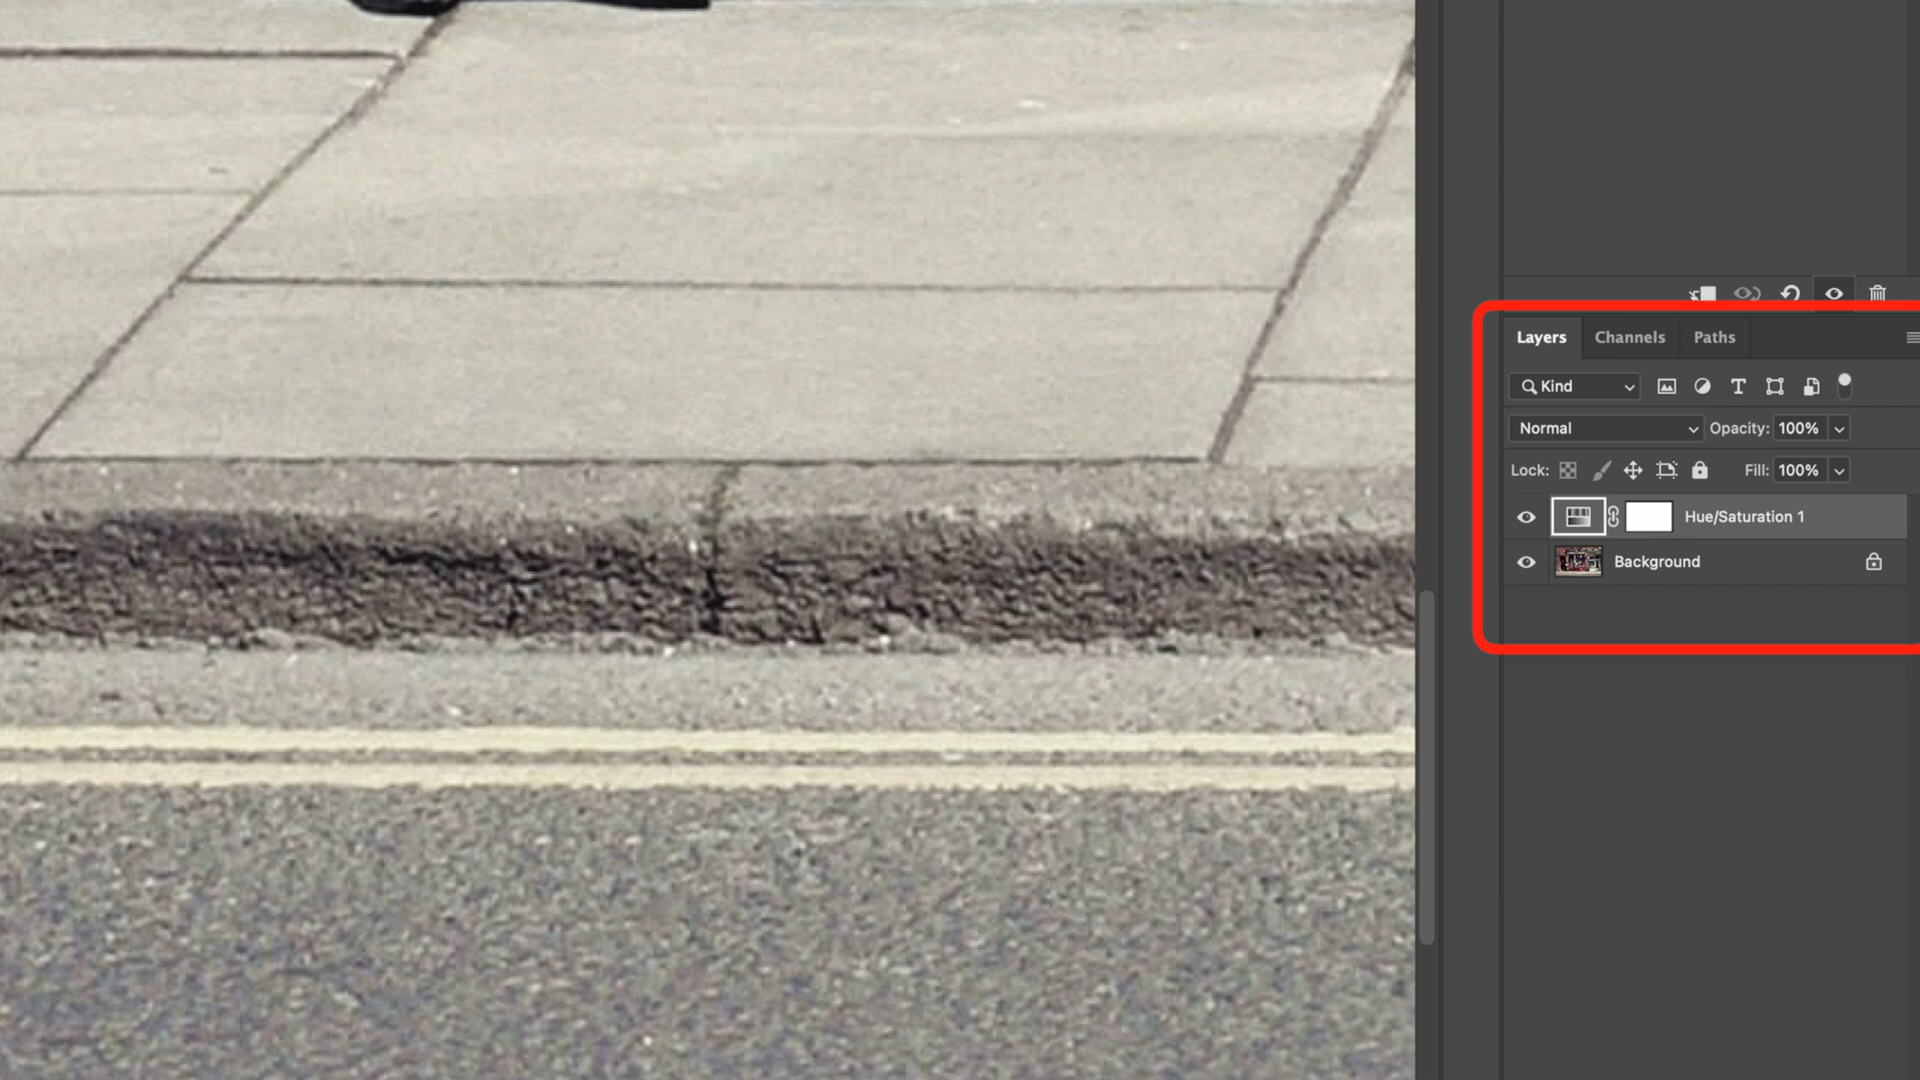 Layers Channels Paths
Kind
Normal Opacity: 100%
Lock: Fill: 100%
Hue/Saturation 1
Background